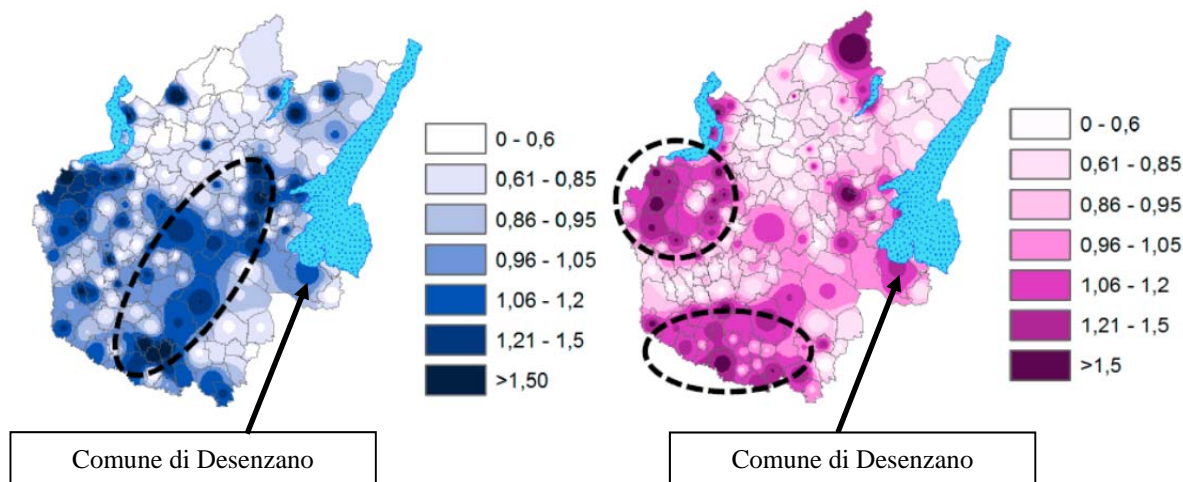 0 - 0,6
0,61 - 0,85
0,86 - 0,95
0,96 - 1,05
1,06 - 1,2
1,21 - 1,5
>1,50
Comune di Desenzano
0 - 0,6
0,61 - 0,85
0,86 - 0,95
0,96 - 1,05
1,06 - 1,2
1,21 - 1,5
>1,5
Comune di Desenzano